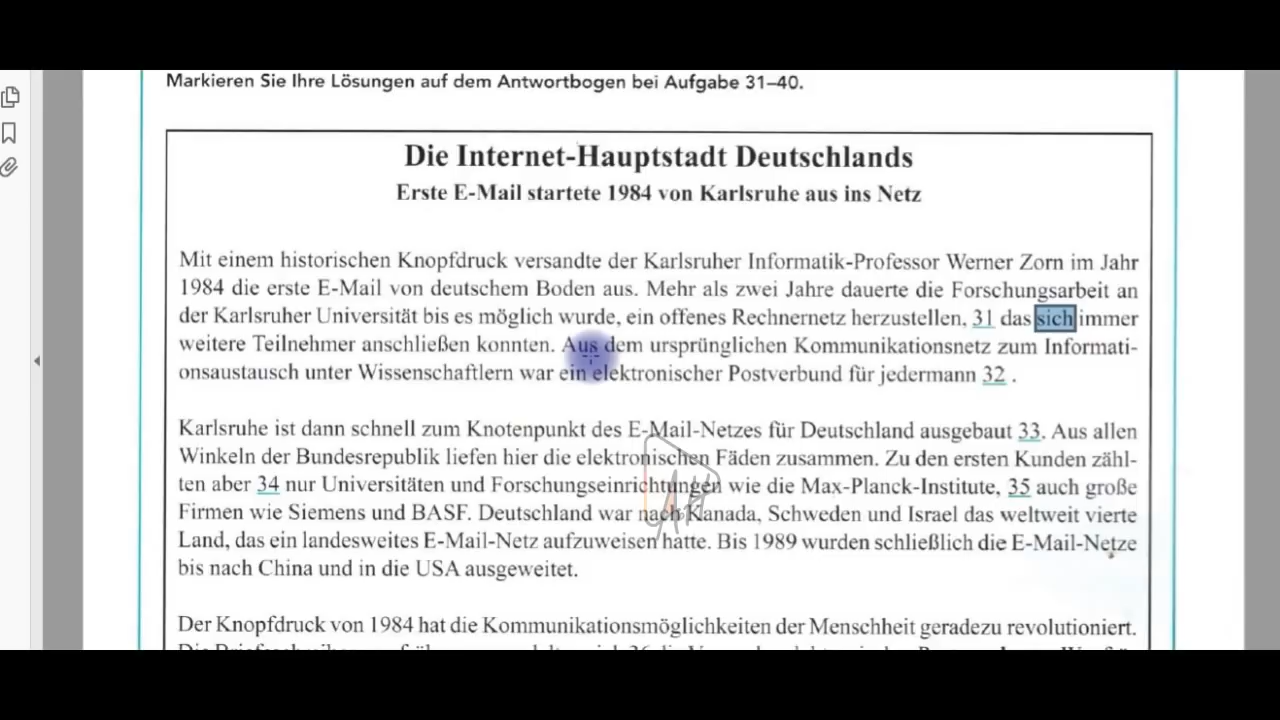 Markieren Sie Ihre Lösungen auf dem Antwortbogen bei Aufgabe 31–40.
Die Internet-Hauptstadt Deutschlands
Erste E-Mail startete 1984 von Karlsruhe aus ins Netz
Mit einem historischen Knopfdruck versandte der Karlsruher Informatik-Professor Werner Zorn im Jahr
1984 die erste E-Mail von deutschem Boden aus. Mehr als zwei Jahre dauerte die Forschungsarbeit an
der Karlsruher Universität bis es möglich wurde, ein offenes Rechnernetz herzustellen, 31 das sich immer
weitere Teilnehmer anschließen konnten. Aus dem ursprünglichen Kommunikationsnetz zum Informati-
onsaustausch unter Wissenschaftlern war ein elektronischer Postverbund für jedermann 32 .
Karlsruhe ist dann schnell zum Knotenpunkt des E-Mail-Netzes für Deutschland ausgebaut 33. Aus allen
Winkeln der Bundesrepublik liefen hier die elektronischen Fäden zusammen. Zu den ersten Kunden zähl-
ten aber 34 nur Universitäten und Forschungseinrichtungen wie die Max-Planck-Institute, 35 auch große
Firmen wie Siemens und BASF. Deutschland war nach Kanada, Schweden und Israel das weltweit vierte
Land, das ein landesweites E-Mail-Netz aufzuweisen hatte. Bis 1989 wurden schließlich die E-Mail-Netze
bis nach China und in die USA ausgeweitet.
Der Knopfdruck von 1984 hat die Kommunikationsmöglichkeiten der Menschheit geradezu revolutioniert.